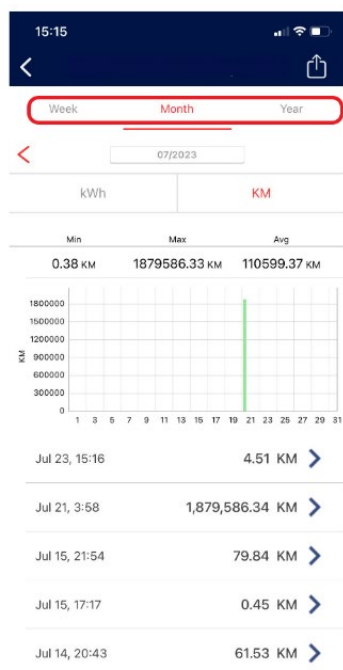 15:15
Week Month Year
07/2023
kWh KM
Min Max Avg
0.38 KM 1879586.33 KM 110599.37 KM
1800000
1500000
1200000
900000
600000
300000
0
KM
1 3 5 7 9 11 13 15 17 19 21 23 25 27 29 31
Jul 23, 15:16 4.51 KM
Jul 21, 3:58 1,879,586.34 KM
Jul 15, 21:54 79.84 KM
Jul 15, 17:17 0.45 KM
Jul 14, 20:43 61.53 KM